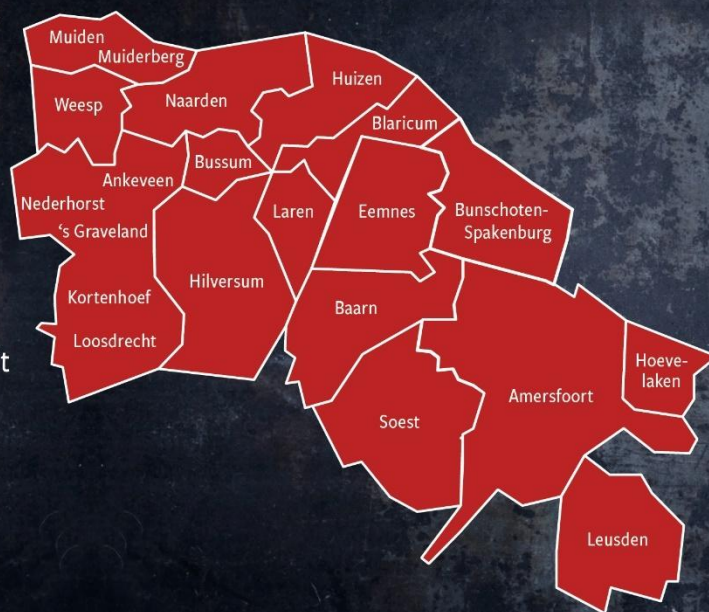 Muiden
Muiderberg
Weesp
Naarden
Huizen
Blaricum
Bussum
Ankeveen
Nederhorst
's Graveland
Laren
Eemnes
Bunschoten-
Spakenburg
Hilversum
Kortenhoef
Baarn
Loosdrecht
t
Hoeve-
laken
Amersfoort
Soest
Leusden